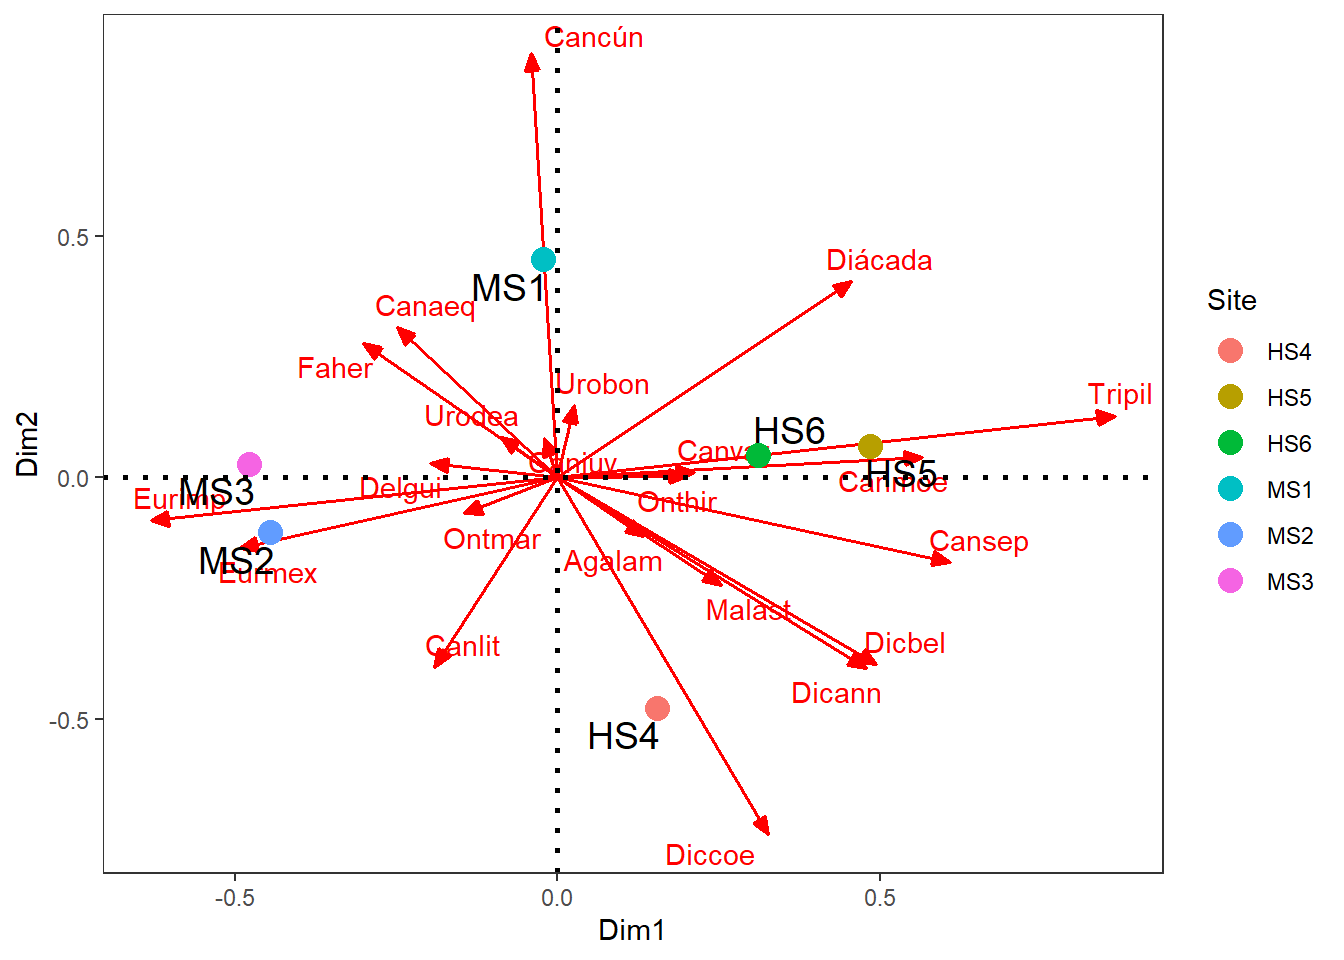 Cancún
Diácada
MS1
Canaeq
Faher
Urobon
Tripil
Urodea
HS6
Canjuv
HS5
Delgui
MS3
Eurimp
Onthir
Ontmar
Cansep
MS2
Eurmex
Agalam
Malast
Canlit
Dicbel
Dicann
HS4
Diccoe
0.5
0.0
-0.5
Dim2
-0.5
0.0
0.5
Dim1
Site
HS4
HS5
HS6
MS1
MS2
MS3